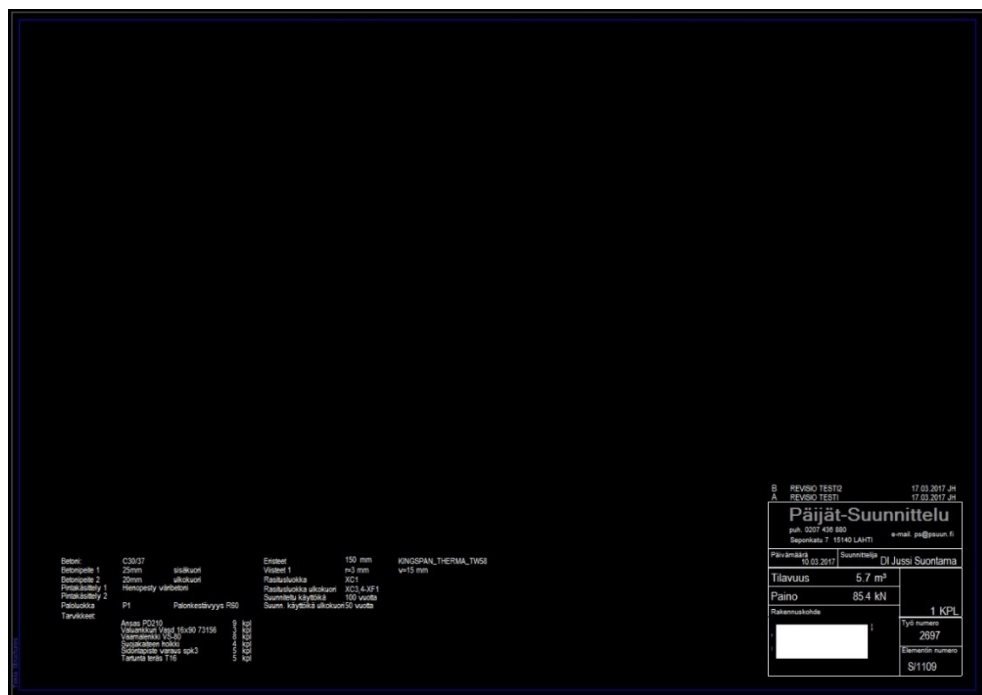 B REVISIO TESTI2 17.03.2017 JH
A REVISIO TESTI 17.03.2017 JH
Päijät-Suunnittelu
puh. 0207 436 880
e-mail. ps@psuun.fi
Seponkatu 7 15140 LAHTI
Päivämäärä Suunnittelija
10.03.2017 DI Jussi Suontama
Tilavuus 5.7 m³
Paino 85.4 kN
Rakennuskohde 1 KPL
Työ numero
2697
Elementin numero
S/1109
Betoni: C30/37 Eristeet 150 mm KINGSPAN_THERMA_TW58
Betonipeite 1 25mm sisäkuori Viisteet 1 r=3 mm v=15 mm
Betonipeite 2 20mm ulkokuori Rasitusluokka XC1
Pintakäsittely 1 Hienopesty väribetoni Rasitusluokka ulkokuori XC3,4-XF1
Pintakäsittely 2 Suunniteltu käyttöikä 100 vuotta
Paloluokka P1 Palonkestävyys R60 Suunn. käyttöikä ulkokuori 50 vuotta
Tarvikkeet:
Ansas PD210 9 kpl
Valuankkuri Vasd 16x90 73156 3 kpl
Vaarnalenkki VS-80 6 kpl
Suojakaiteen holkki 4 kpl
Sidontapiste varaus spk3 5 kpl
Tartunta teräs T16 5 kpl